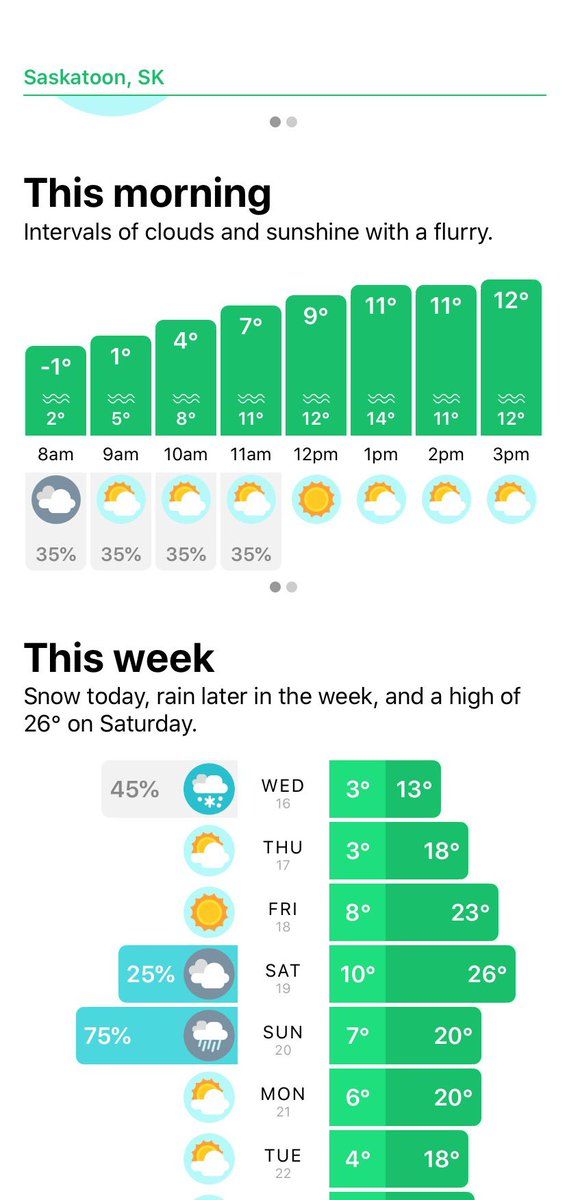 Saskatoon, SK
This morning
Intervals of clouds and sunshine with a flurry.
-1° 1° 4° 7° 9° 11° 11° 12°
2° 5° 8° 11° 12° 14° 11° 12°
8am 9am 10am 11am 12pm 1pm 2pm 3pm
35% 35% 35% 35%
This week
Snow today, rain later in the week, and a high of
26° on Saturday.
45% WED 3° 13°
16
THU 3° 18°
17
FRI 8° 23°
18
25% SAT 10° 26°
19
75% SUN 7° 20°
20
MON 6° 20°
21
TUE 4° 18°
22